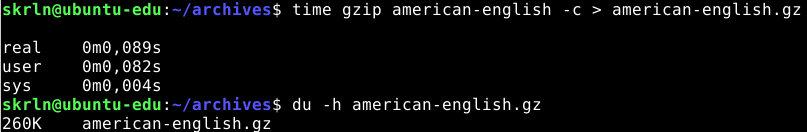 skrln@ubuntu-edu:~/archives$ time gzip american-english -c > american-english.gz
real    0m0,089s
user    0m0,082s
sys     0m0,004s
skrln@ubuntu-edu:~/archives$ du -h american-english.gz
260K    american-english.gz